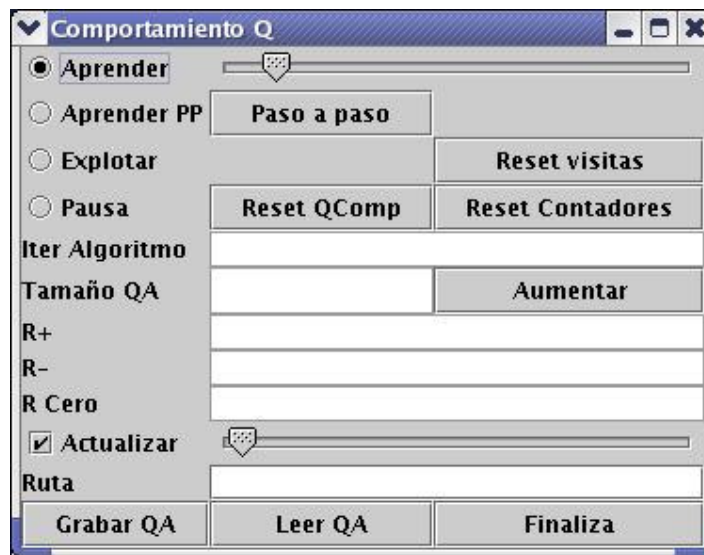 Comportamiento Q
Aprender
Aprender PP Paso a paso
Explotar Reset visitas
Pausa Reset QComp Reset Contadores
Iter Algoritmo
Tamaño QA Aumentar
R+
R-
R Cero
Actualizar
Ruta
Grabar QA Leer QA Finaliza